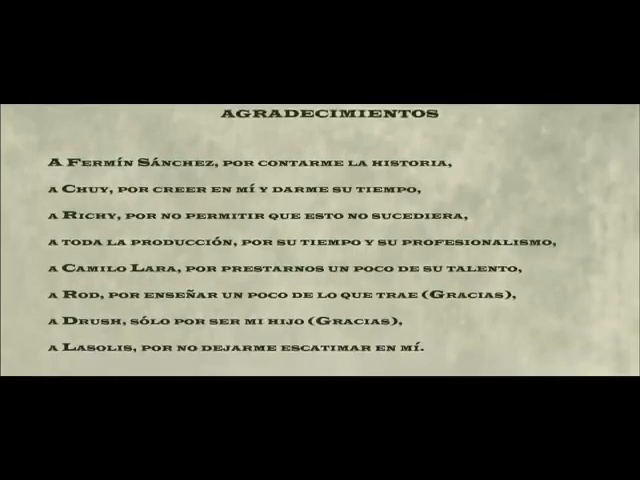 AGRADECIMIENTOS
A FERMÍN SÁNCHEZ, POR CONTARME LA HISTORIA,
A CHUY, POR CREER EN MÍ Y DARME SU TIEMPO,
A RICHY, POR NO PERMITIR QUE ESTO NO SUCEDIERA,
A TODA LA PRODUCCIÓN, POR SU TIEMPO Y SU PROFESIONALISMO,
A CAMILO LARA, POR PRESTARNOS UN POCO DE SU TALENTO,
A ROD, POR ENSEÑAR UN POCO DE LO QUE TRAE (GRACIAS),
A DRUSH, SÓLO POR SER MI HIJO (GRACIAS),
A LASOLIS, POR NO DEJARME ESCATIMAR EN MÍ.